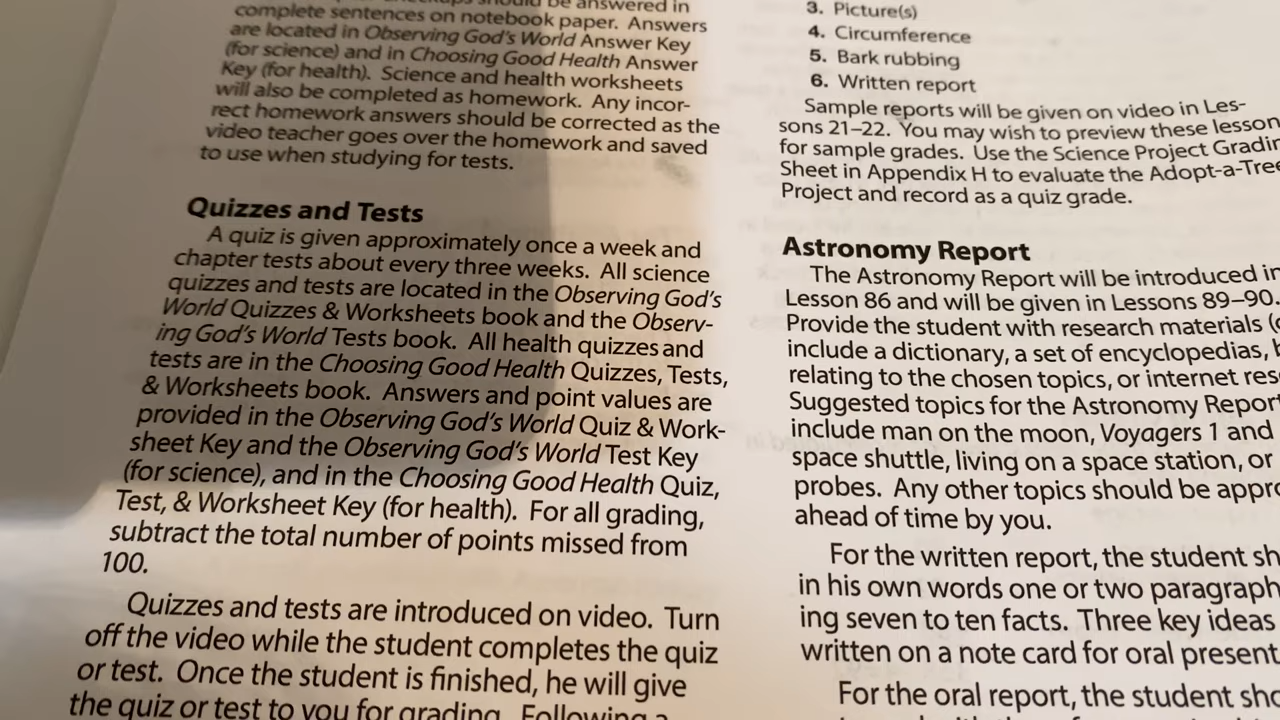 should be answered in
complete sentences on notebook paper. Answers
are located in Observing God's World Answer Key
(for science) and in Choosing Good Health Answer
Key (for health). Science and health worksheets
will also be completed as homework. Any incor-
rect homework answers should be corrected as the
video teacher goes over the homework and saved
to use when studying for tests.
Quizzes and Tests
A quiz is given approximately once a week and
chapter tests about every three weeks. All science
quizzes and tests are located in the Observing God's
World Quizzes & Worksheets book and the Observ-
ing God's World Tests book. All health quizzes and
tests are in the Choosing Good Health Quizzes, Tests,
& Worksheets book. Answers and point values are
provided in the Observing God's World Quiz & Work-
sheet Key and the Observing God's World Test Key
(for science), and in the Choosing Good Health Quiz,
Test, & Worksheet Key (for health). For all grading,
subtract the total number of points missed from
100.
Quizzes and tests are introduced on video. Turn
off the video while the student completes the quiz
or test. Once the student is finished, he will give
the quiz or test to you for grading. Following a
3. Picture(s)
4. Circumference
5. Bark rubbing
6. Written report
Sample reports will be given on video in Les-
sons 21–22. You may wish to preview these lesson
for sample grades. Use the Science Project Gradin
Sheet in Appendix H to evaluate the Adopt-a-Tree
Project and record as a quiz grade.
Astronomy Report
The Astronomy Report will be introduced in
Lesson 86 and will be given in Lessons 89–90.
Provide the student with research materials (
include a dictionary, a set of encyclopedias,
relating to the chosen topics, or internet res
Suggested topics for the Astronomy Report
include man on the moon, Voyagers 1 and
space shuttle, living on a space station, or
probes. Any other topics should be appro
ahead of time by you.
For the written report, the student sh
in his own words one or two paragraph
ing seven to ten facts. Three key ideas
written on a note card for oral present
For the oral report, the student sho